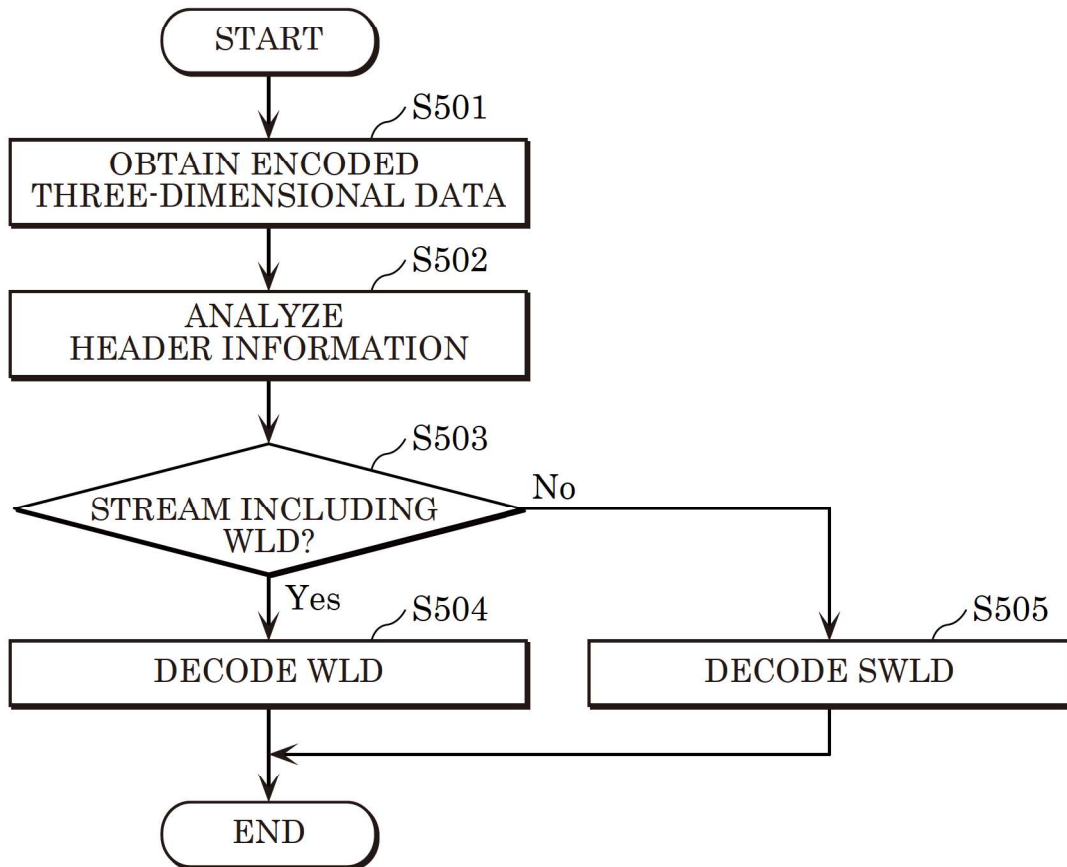 START
S501
OBTAIN ENCODED
THREE-DIMENSIONAL DATA
S502
ANALYZE
HEADER INFORMATION
S503
STREAM INCLUDING
WLD?
No
Yes
S504
DECODE WLD
S505
DECODE SWLD
END